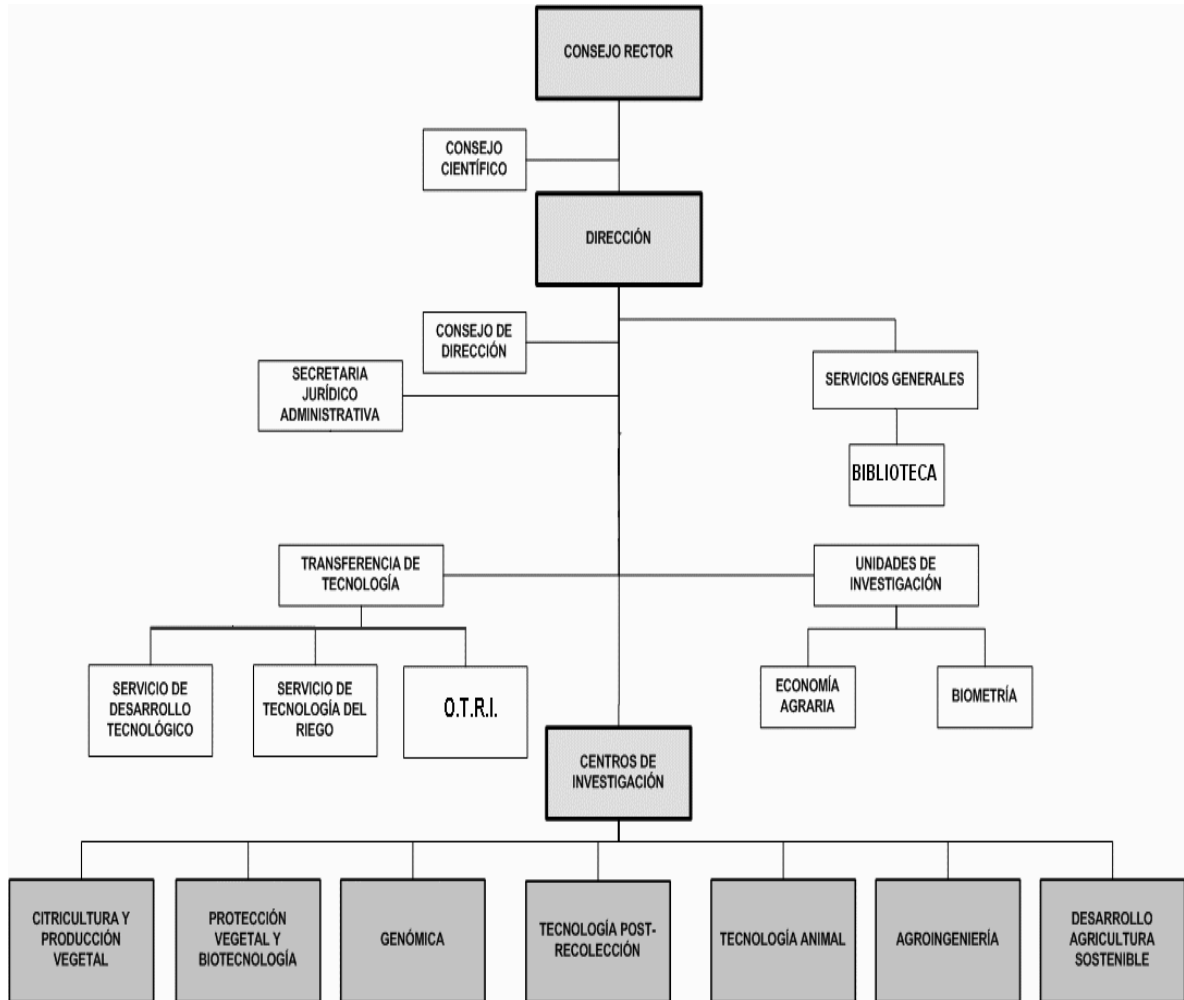 CONSEJO RECTOR
CONSEJO
CIENTÍFICO
DIRECCIÓN
CONSEJO DE
DIRECCIÓN
SECRETARIA
JURÍDICO
ADMINISTRATIVA
SERVICIOS GENERALES
BIBLIOTECA
TRANSFERENCIA DE
TECNOLOGÍA
UNIDADES DE
INVESTIGACIÓN
SERVICIO DE
DESARROLLO
TECNOLÓGICO
SERVICIO DE
TECNOLOGÍA DEL
RIEGO
O.T.R.I.
ECONOMÍA
AGRARIA
BIOMETRÍA
CENTROS DE
INVESTIGACIÓN
CITRICULTURA Y
PRODUCCIÓN
VEGETAL
PROTECCIÓN
VEGETAL Y
BIOTECNOLOGÍA
GENÓMICA
TECNOLOGÍA POST-
RECOLECCIÓN
TECNOLOGÍA ANIMAL
AGROINGENIERÍA
DESARROLLO
AGRICULTURA
SOSTENIBLE